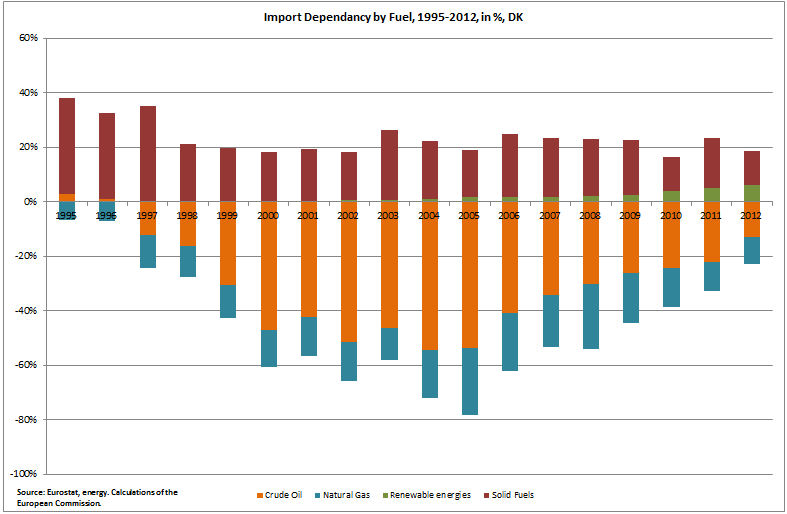 Import Dependancy by Fuel, 1995-2012, in %, DK
60%
40%
20%
0%
1995 1996 1997 1998 1999 2000 2001 2002 2003 2004 2005 2006 2007 2008 2009 2010 2011 2012
-20%
-40%
-60%
-80%
-100%
Source: Eurostat, energy. Calculations of the
European Commission.
Crude Oil Natural Gas Renewable energies Solid Fuels